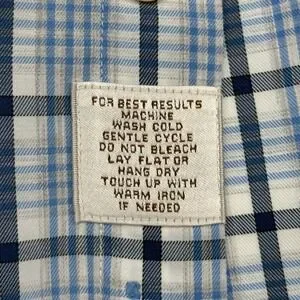 FOR BEST RESULTS
MACHINE
WASH COLD
GENTLE CYCLE
DO NOT BLEACH
LAY FLAT OR
HANG DRY
TOUCH UP WITH
WARM IRON
IF NEEDED